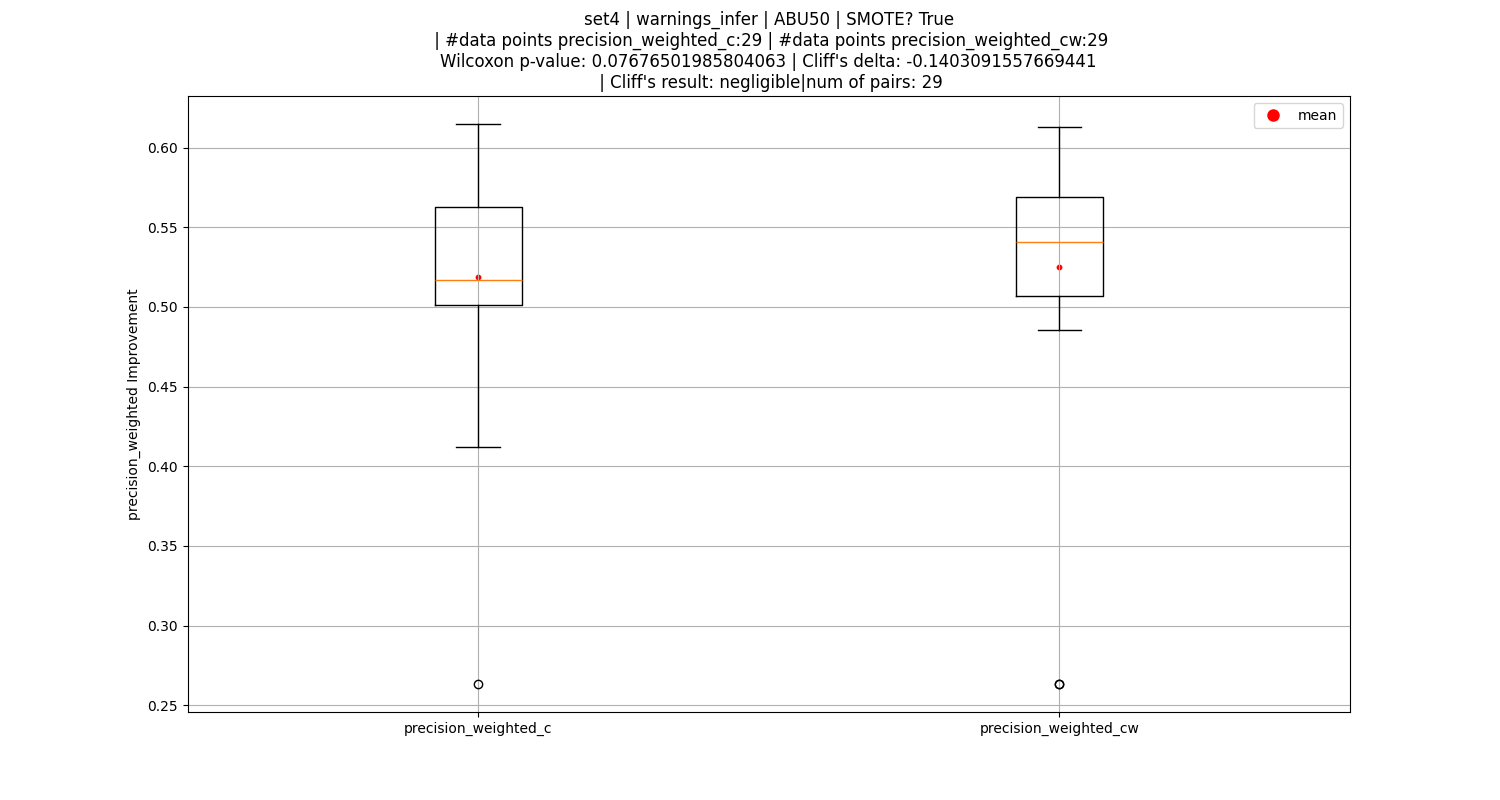 set4 | warnings_infer | ABU50 | SMOTE? True
| #data points precision_weighted_c:29 | #data points precision_weighted_cw:29
Wilcoxon p-value: 0.07676501985804063 | Cliff's delta: -0.1403091557669441
| Cliff's result: negligible|num of pairs: 29
mean
0.60
0.55
0.50
0.45
0.40
0.35
0.30
0.25
precision_weighted Improvement
precision_weighted_c
precision_weighted_cw